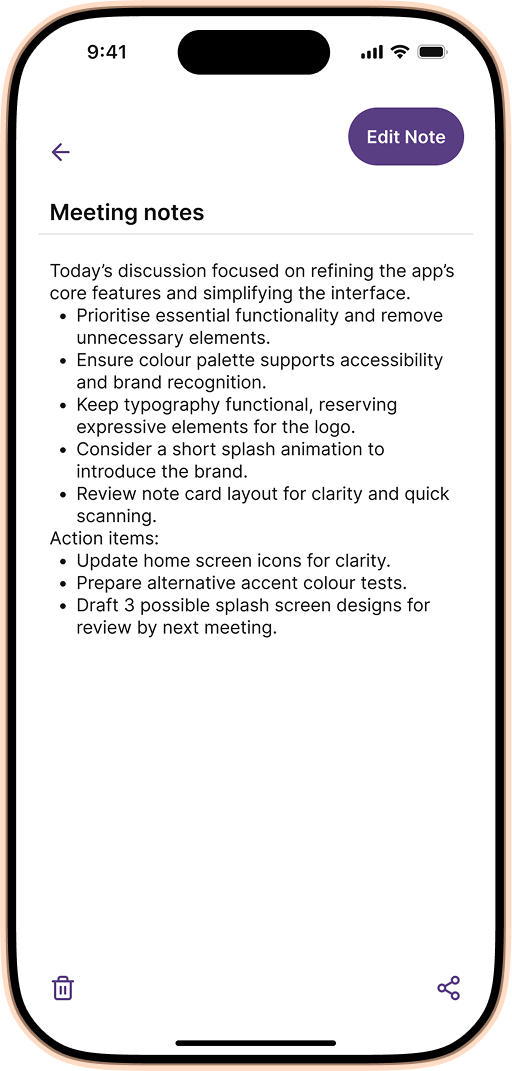 9:41
Edit Note
Meeting notes
Today’s discussion focused on refining the app’s
core features and simplifying the interface.
• Prioritise essential functionality and remove
unnecessary elements.
• Ensure colour palette supports accessibility
and brand recognition.
• Keep typography functional, reserving
expressive elements for the logo.
• Consider a short splash animation to
introduce the brand.
• Review note card layout for clarity and quick
scanning.
Action items:
• Update home screen icons for clarity.
• Prepare alternative accent colour tests.
• Draft 3 possible splash screen designs for
review by next meeting.